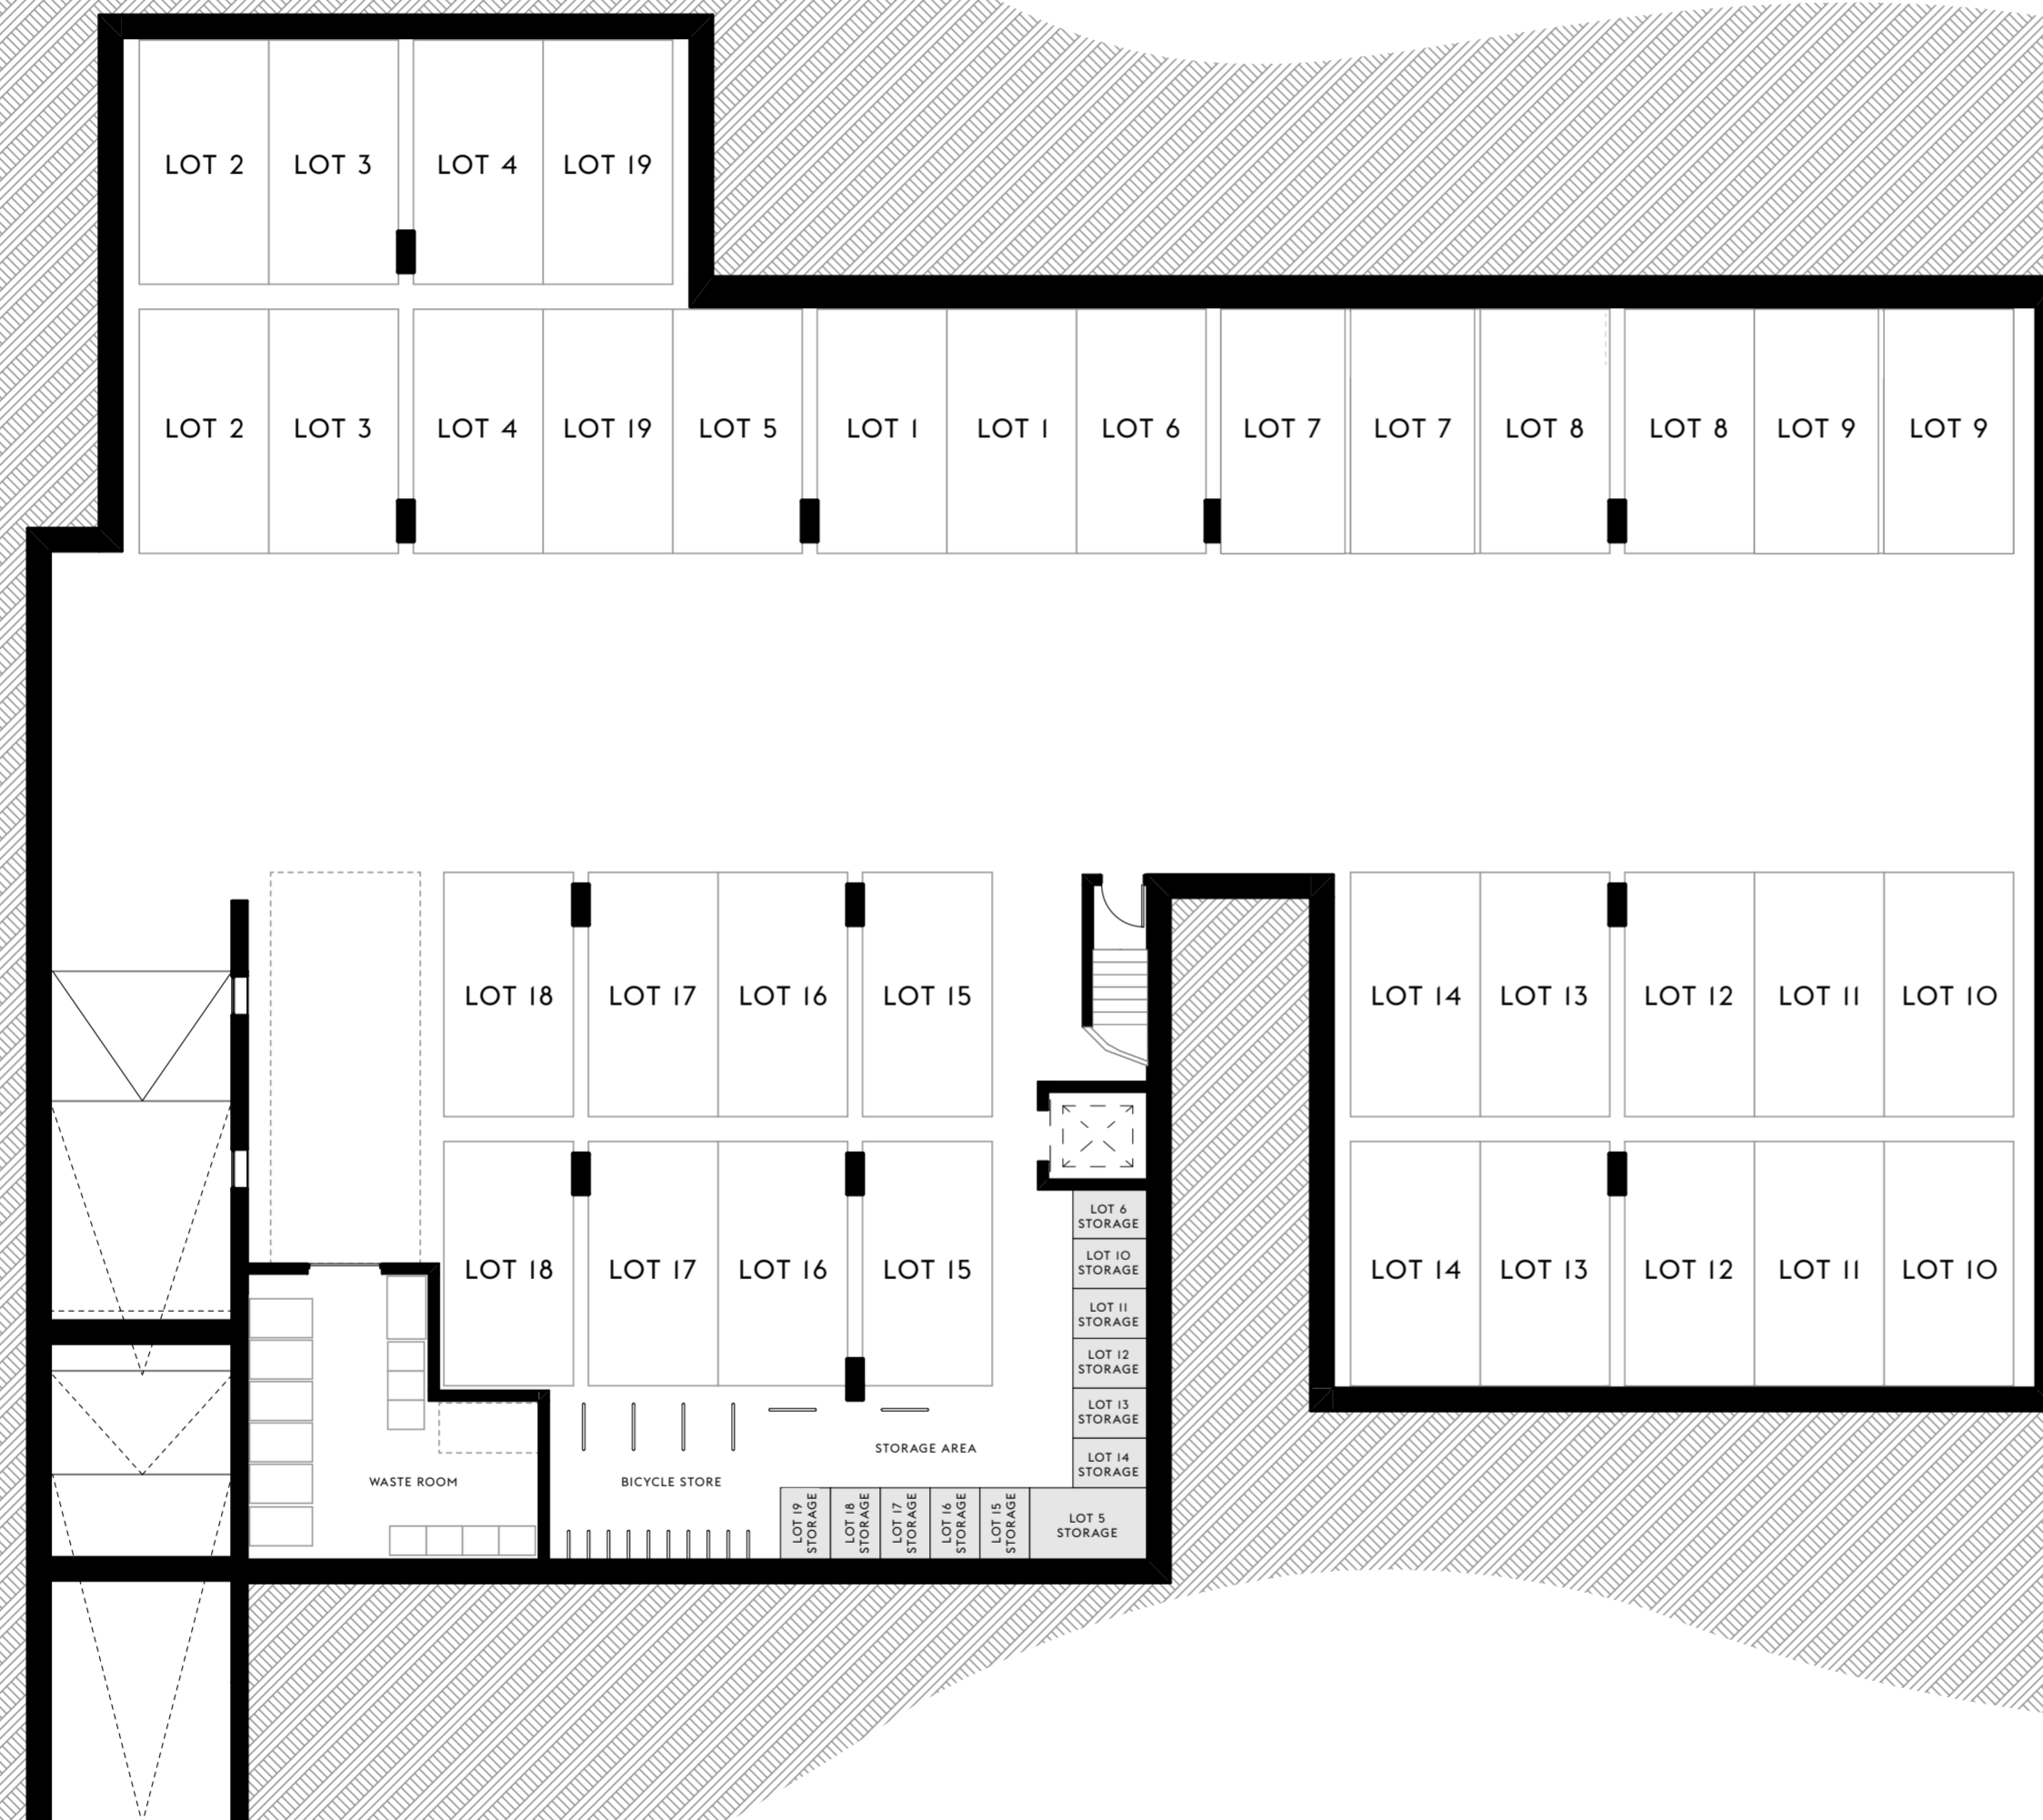 LOT 2 LOT 3 LOT 4 LOT 19
LOT 2 LOT 3 LOT 4 LOT 19 LOT 5 LOT 1 LOT 1 LOT 6 LOT 7 LOT 7 LOT 8 LOT 8 LOT 9 LOT 9
LOT 18 LOT 17 LOT 16 LOT 15 LOT 14 LOT 13 LOT 12 LOT 11 LOT 10
LOT 6
STORAGE
LOT 10
STORAGE
LOT 18 LOT 17 LOT 16 LOT 15 LOT 14 LOT 13 LOT 12 LOT 11 LOT 10
LOT 11
STORAGE
LOT 12
STORAGE
LOT 13
STORAGE
STORAGE AREA
LOT 14
STORAGE
WASTE ROOM
BICYCLE STORE
LOT 19
STORAGE
LOT 18
STORAGE
LOT 17
STORAGE
LOT 16
STORAGE
LOT 15
STORAGE
LOT 5
STORAGE